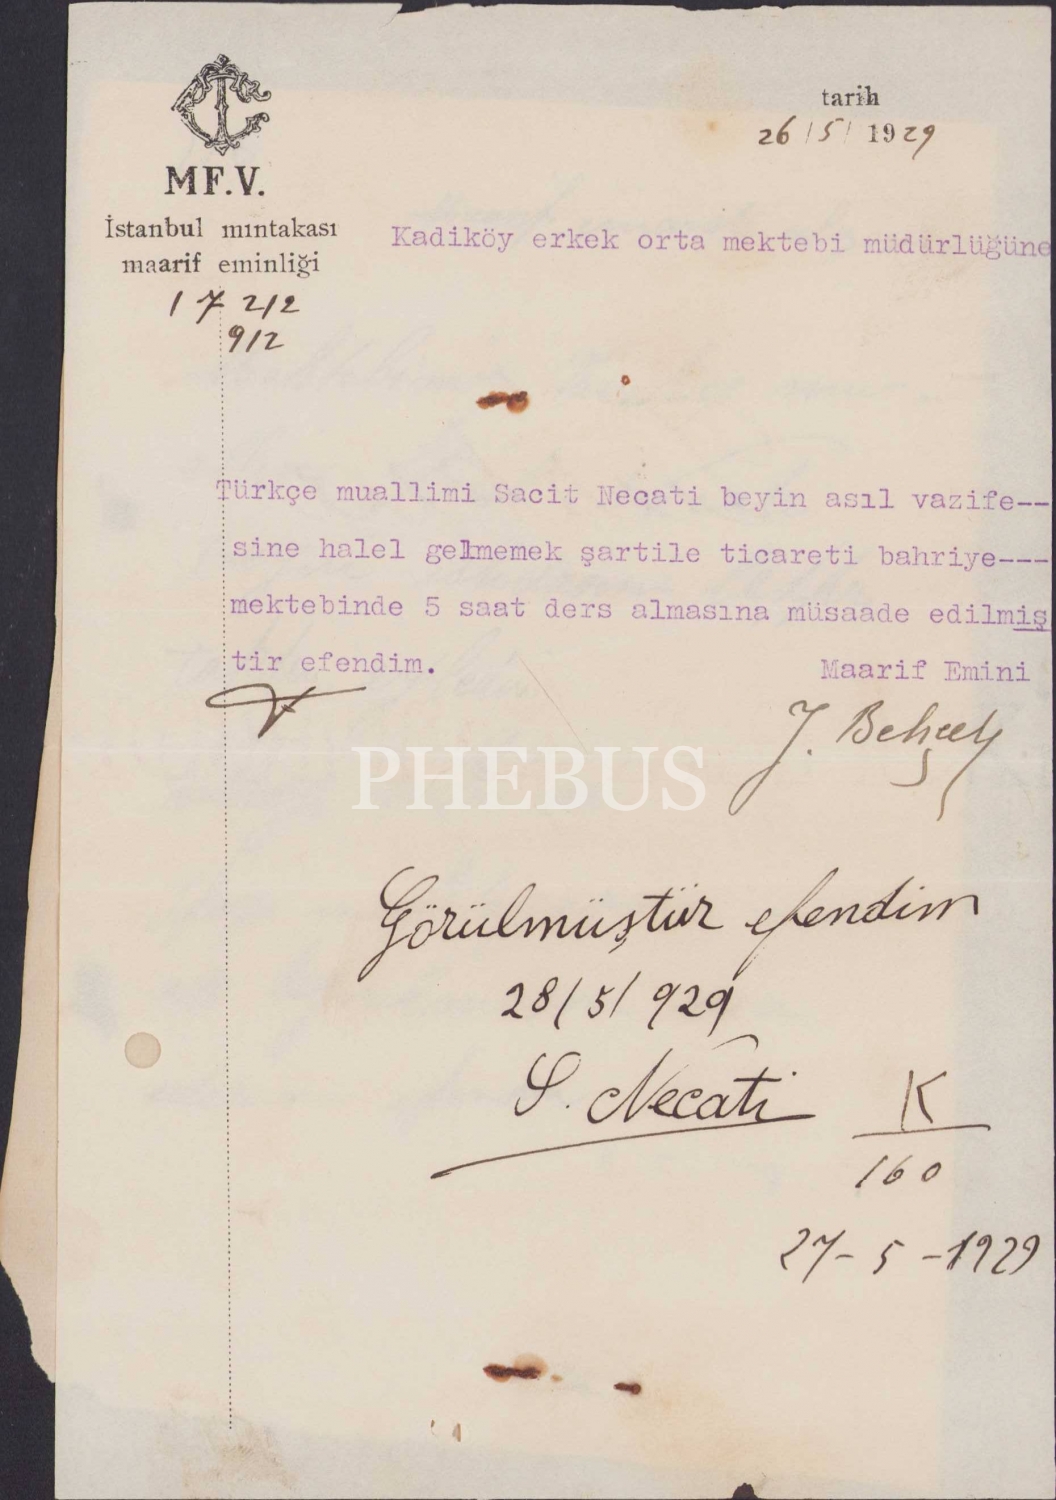 TC
MF.V.
İstanbul mıntakası
maarif eminliği
17212
912
tarih
26/5/1929
Kadiköy erkek orta mektebi müdürlüğüne
Türkçe muallimi Sacit Necati beyin asıl vazife--
sine halel gelmemek şartile ticareti bahriye---
mektebinde 5 saat ders almasına müsaade edilmiş
tir efendim.
Maarif Emini
Behçet
PHEBUS
Görülmüştür efendim
28/5/929
S. Necati
K
160
27-5-1929